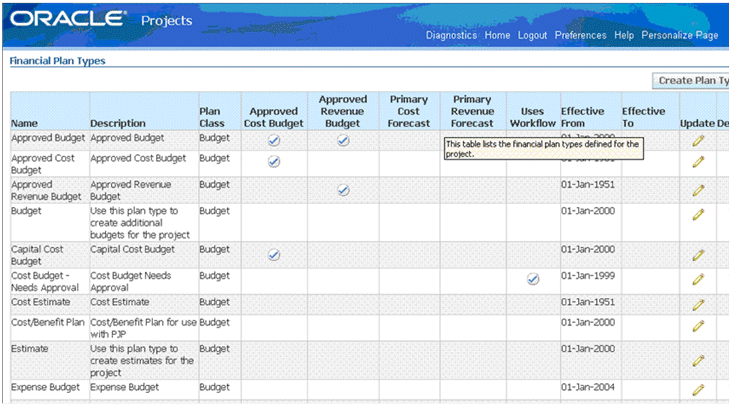 ORACLE® Projects
Diagnostics Home Logout Preferences Help Personalize Page
Financial Plan Types
Create Plan Ty
Name Description Plan Class Approved Cost Budget Approved Revenue Budget Primary Cost Forecast Primary Revenue Forecast Uses Workflow Effective From Effective To Update De
Approved Budget Approved Budget Budget 01-Jan-2000
This table lists the financial plan types defined for the
project.
Approved Cost Budget Approved Cost Budget Budget
Approved Revenue Budget Approved Revenue Budget Budget 01-Jan-1951
Budget Use this plan type to create additional budgets for the project Budget 01-Jan-2000
Capital Cost Budget Capital Cost Budget Budget 01-Jan-2000
Cost Budget - Needs Approval Cost Budget Needs Approval Budget 01-Jan-1999
Cost Estimate Cost Estimate Budget 01-Jan-1951
Cost/Benefit Plan Cost/Benefit Plan for use with PJP Budget 01-Jan-2000
Estimate Use this plan type to create estimates for the project Budget 01-Jan-2000
Expense Budget Expense Budget Budget 01-Jan-2004